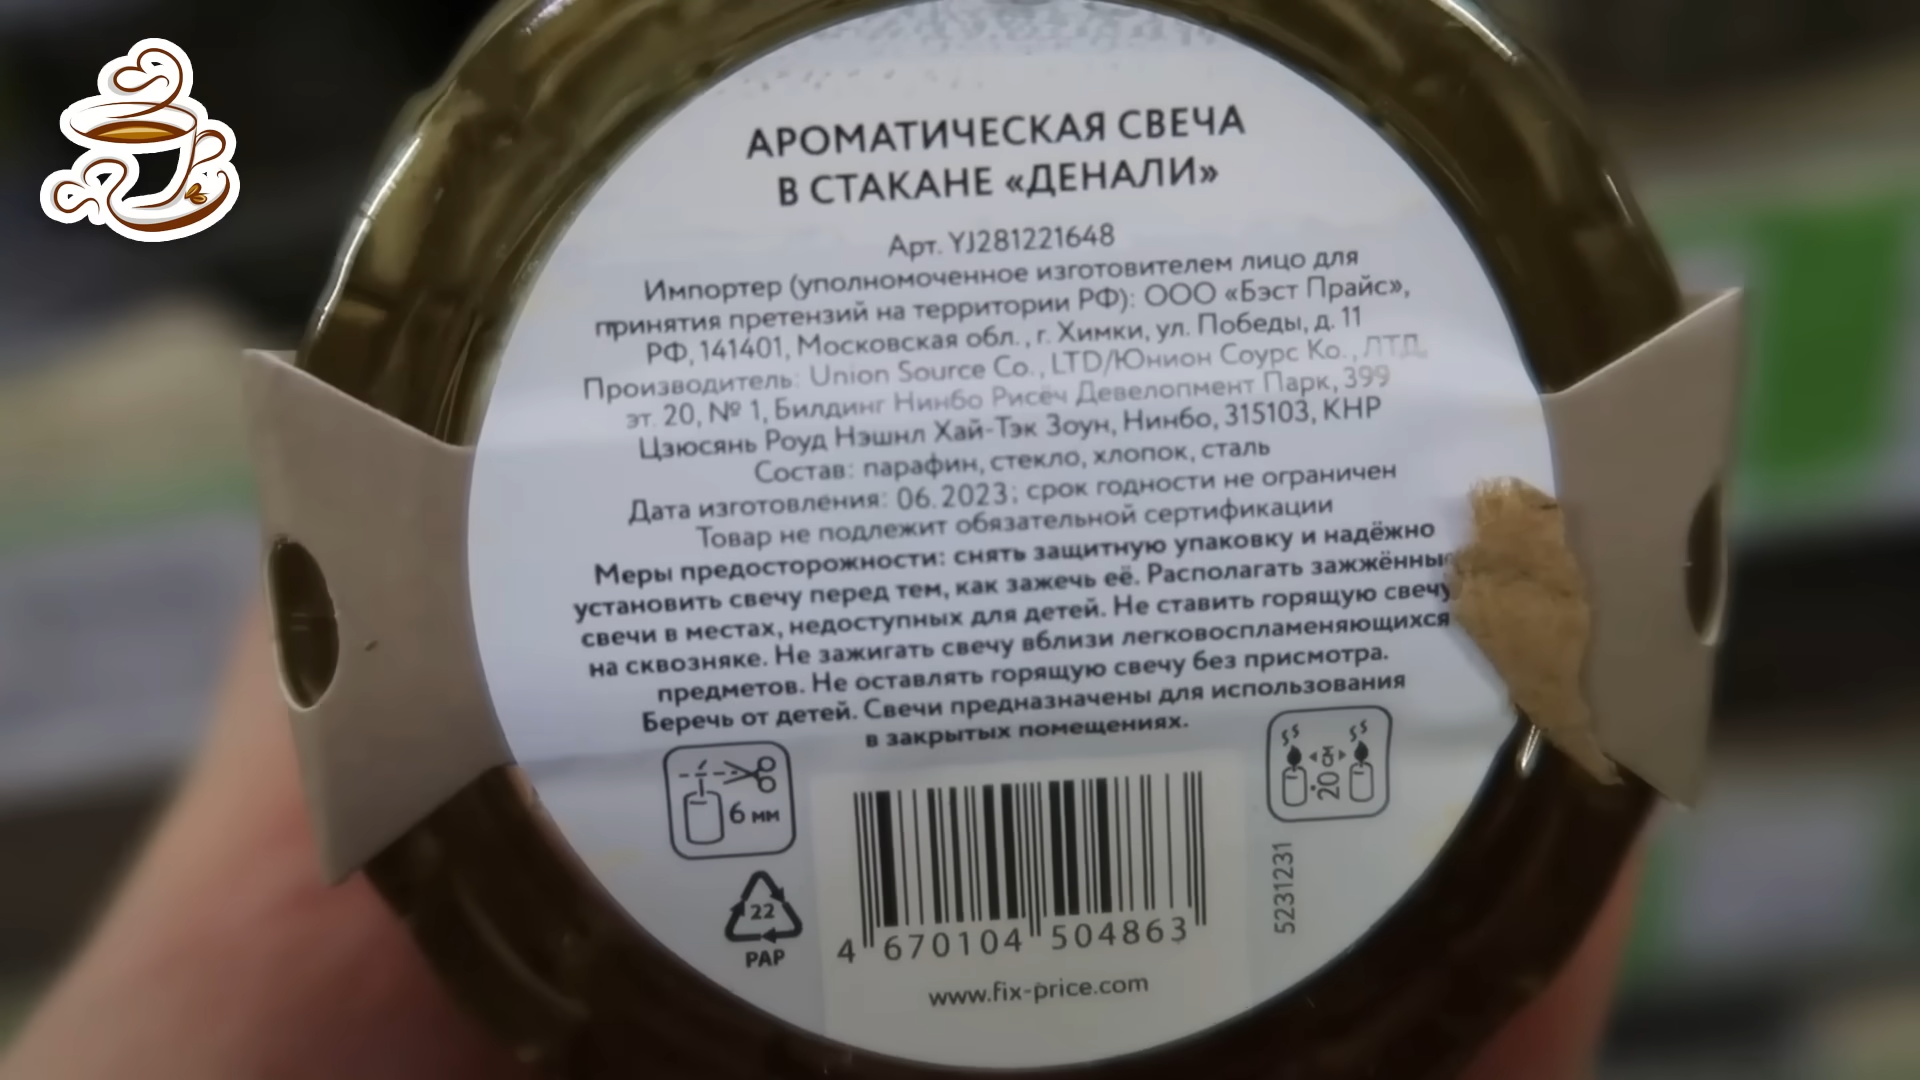 АРОМАТИЧЕСКАЯ СВЕЧА
В СТАКАНЕ «ДЕНАЛИ»
Арт. YJ281221648
Импортер (уполномоченное изготовителем лицо для
принятия претензий на территории РФ): ООО «Бэст Прайс»,
РФ, 141401, Московская обл., г. Химки, ул. Победы, д. 11
Производитель: Union Source Co., LTD/Юнион Соурс Ко., ЛТД,
эт. 20, № 1, Билдинг Нинбо Рисёч Девелопмент Парк, 399
Цзюсянь Роуд Нэшнл Хай-Тэк Зоун, Нинбо, 315103, КНР
Состав: парафин, стекло, хлопок, сталь
Дата изготовления: 06.2023; срок годности не ограничен
Товар не подлежит обязательной сертификации
Меры предосторожности: снять защитную упаковку и надёжно
установить свечу перед тем, как зажечь её. Располагать зажжённые
свечи в местах, недоступных для детей. Не ставить горящую свечу
на сквозняке. Не зажигать свечу вблизи легковоспламеняющихся
предметов. Не оставлять горящую свечу без присмотра.
Беречь от детей. Свечи предназначены для использования
в закрытых помещениях.
6 мм
20 см
22
PAP
4 670104 504863
5231231
www.fix-price.com